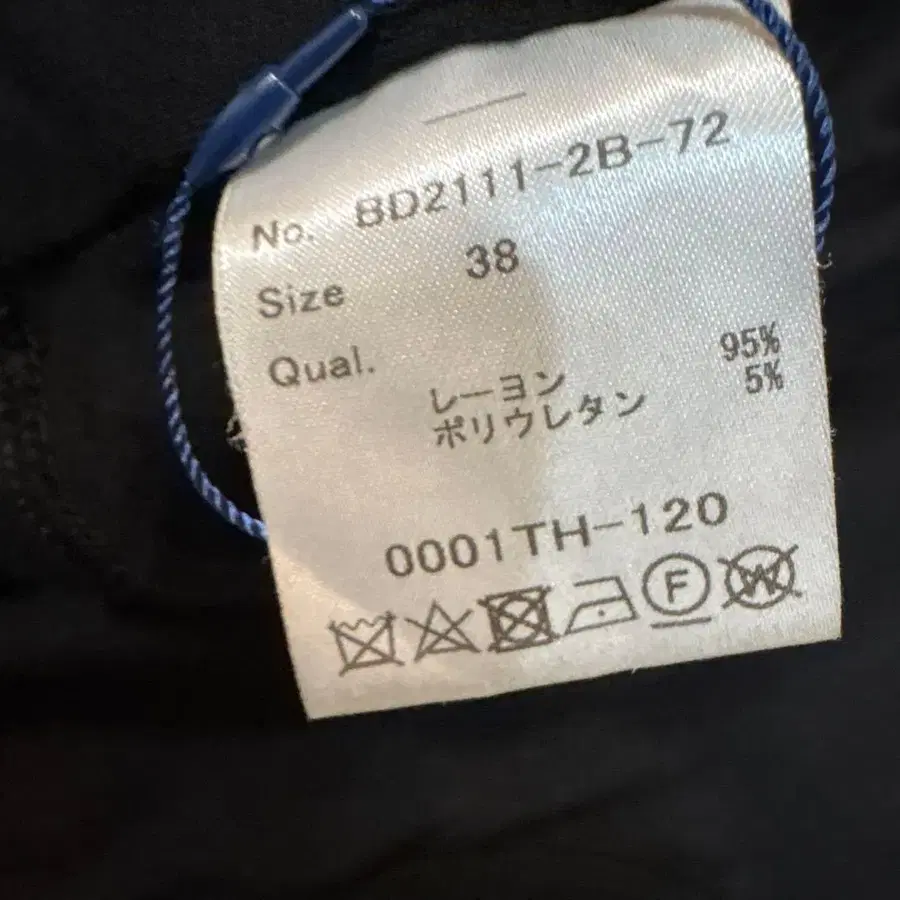 No. BD2111-2B-72
Size 38
Qual.
レーヨン 95%
ポリウレタン 5%
0001TH-120
F W